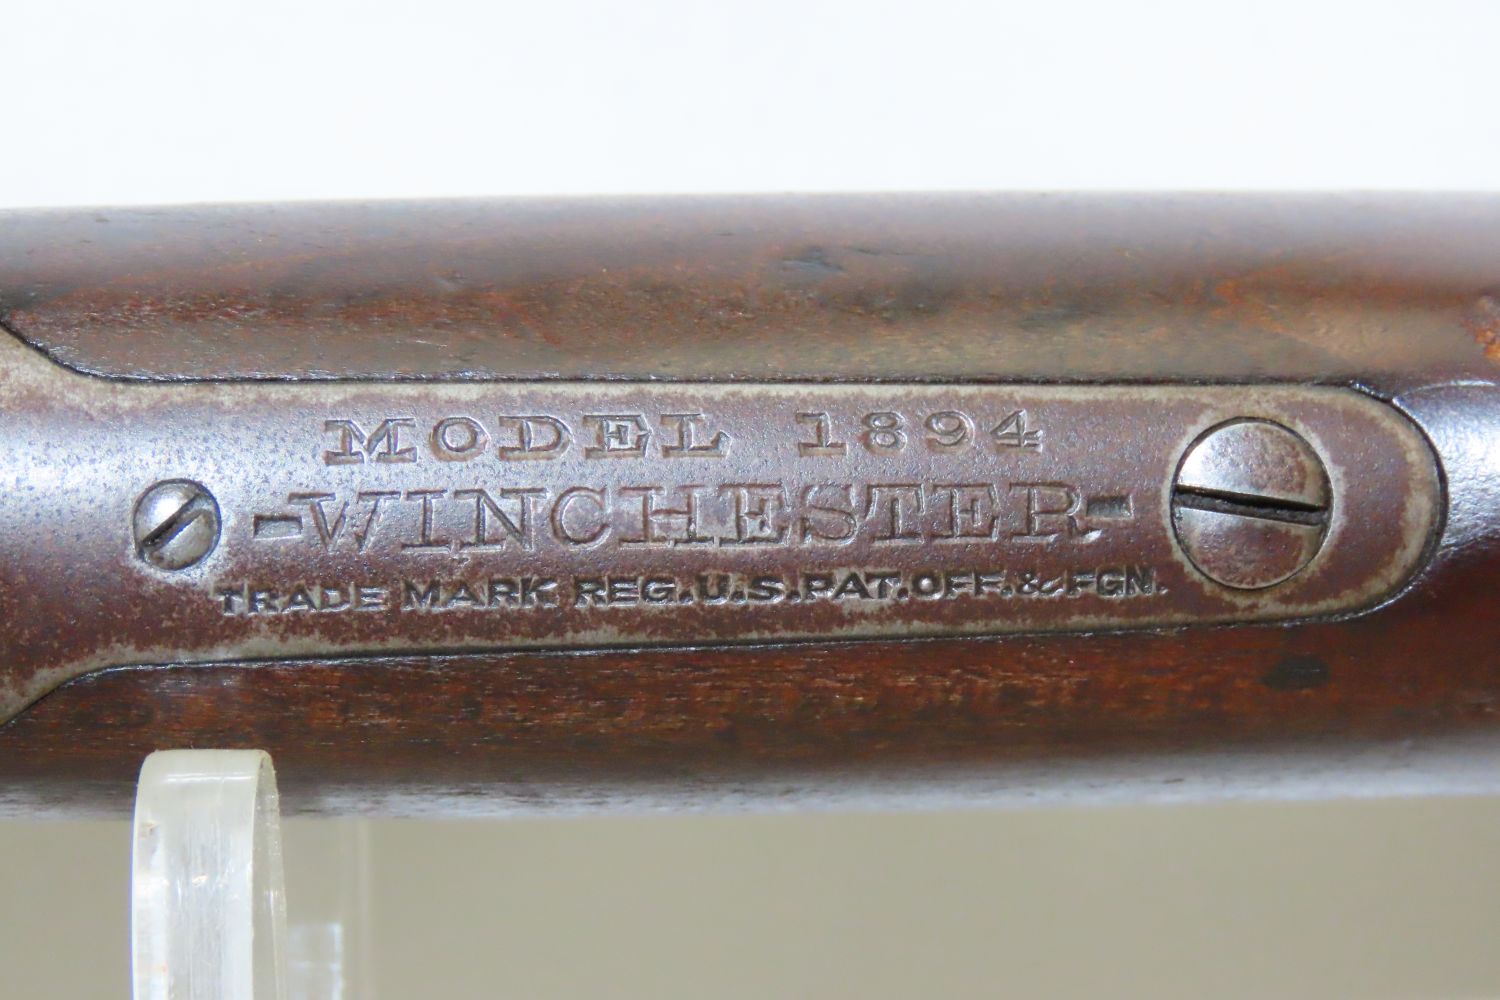 MODEL 1894
-WINCHESTER-
TRADE MARK REG.U.S.PAT.OFF.&FGN.